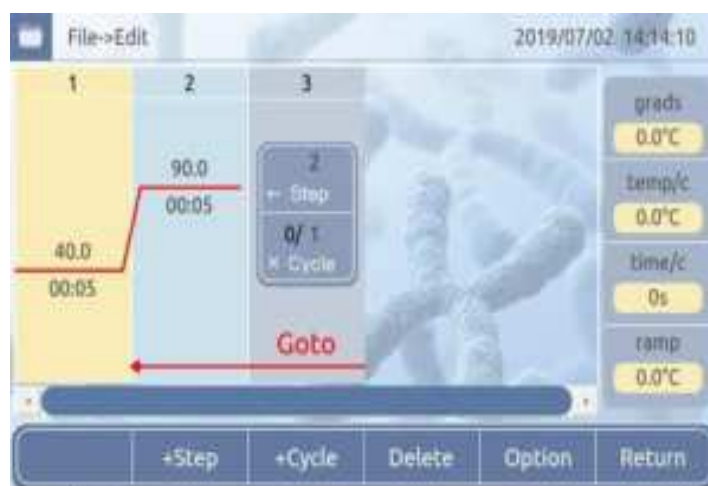 File->Edit 2019/07/02 14:14:10
1 2 3
grads
0.0°C
90.0
00:05
2
← Step
temp/c
0.0°C
40.0
00:05
0/ 1
× Cycle
time/c
0s
Goto
ramp
0.0°C
+Step +Cycle Delete Option Return